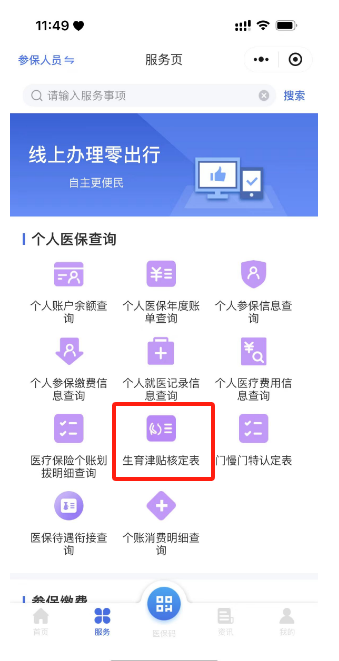 11:49
参保人员
服务页
请输入服务事项
搜索
线上办理零出行
自主更便民
个人医保查询
个人账户余额查
询
个人医保年度账
单查询
个人参保信息查
询
个人参保缴费信
息查询
个人就医记录信
息查询
个人医疗费用信
息查询
医疗保险个账划
拨明细查询
生育津贴核定表
门慢门特认定表
医保待遇衔接查
询
个账消费明细查
询
参保缴费
首页
服务
医保码
资讯
我的